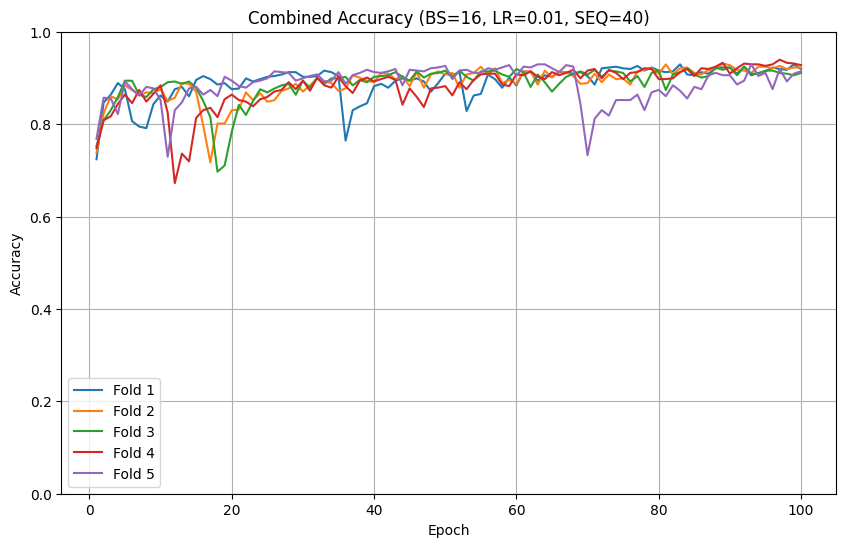 Combined Accuracy (BS=16, LR=0.01, SEQ=40)
Accuracy
1.0
0.8
0.6
0.4
0.2
0.0
Fold 1
Fold 2
Fold 3
Fold 4
Fold 5
0 20 40 60 80 100
Epoch